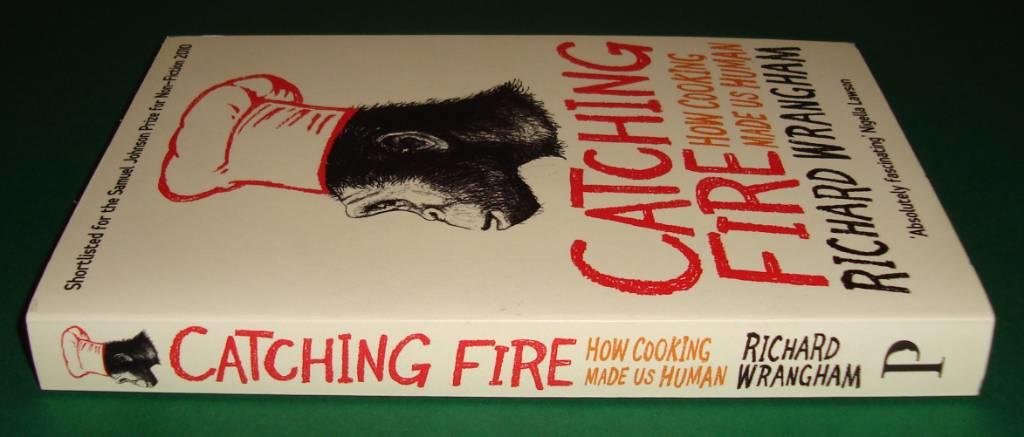 Shortlisted for the Samuel Johnson Prize for Non-Fiction 2010
CATCHING
FIRE
HOW COOKING
MADE US HUMAN
RICHARD WRANGHAM
'Absolutely fascinating' Nigella Lawson
CATCHING FIRE
HOW COOKING
MADE US HUMAN
RICHARD
WRANGHAM
P